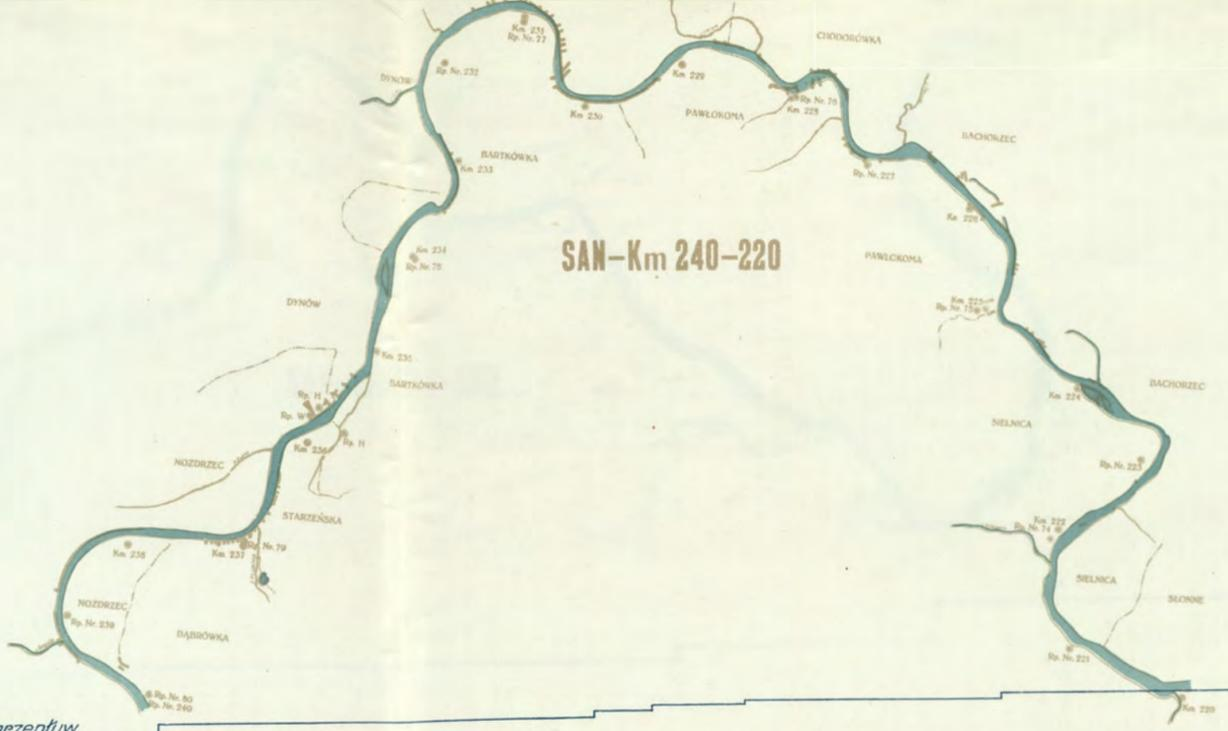 Km 231
Rp. Nr. 77
CHODORÓWKA
Rp. Nr. 232
Km 229
DYNÓW
Rp. Nr. 76
Km 228
Km 230
PAWŁOKOMA
BACHORZEC
BARTKÓWKA
Km 233
Rp. Nr. 227
Km 226
SAN-Km 240-220
Km 234
Rp. Nr. 78
PAWŁOKOMA
DYNÓW
Km 225
Rp. Nr. 75
Km 235
BARTKÓWKA
BACHORZEC
Km 224
Rp. H
Rp. W
SIELNICA
Km 236
Rp. H
NOZDRZEC
Rp. Nr. 223
STARZEŃSKA
Km 222
Rp. Nr. 74
Km 238
Km 237
Rp. Nr. 79
SIELNICA
SŁONNE
NOZDRZEC
Rp. Nr. 239
DĄBRÓWKA
Rp. Nr. 221
Rp. Nr. 80
Rp. Nr. 240
Km 220